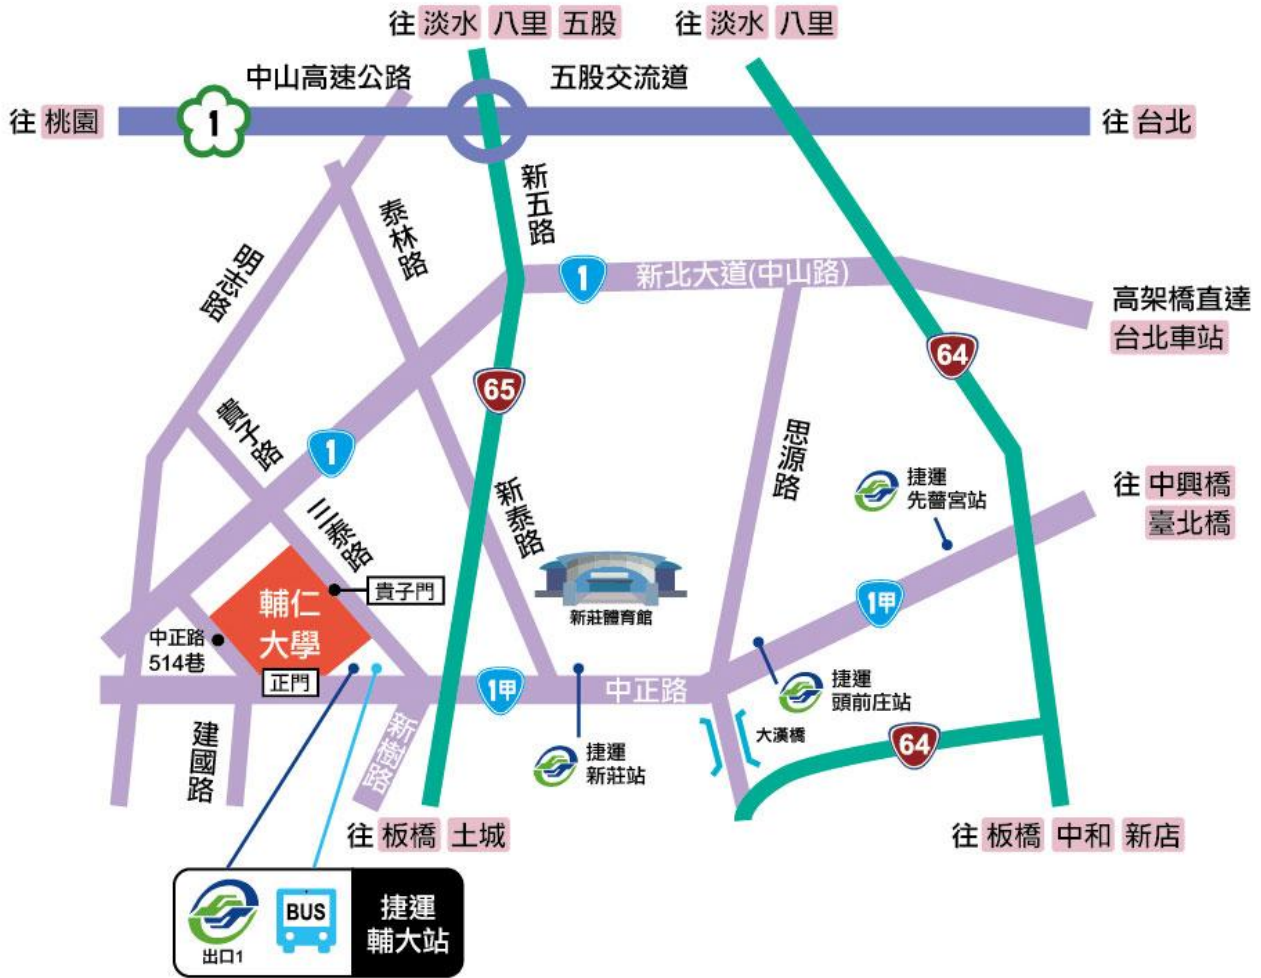 往 淡水 八里 五股
往 淡水 八里
中山高速公路
五股交流道
往 桃園
1
往 台北
新五路
泰林路
明志路
1
新北大道(中山路)
高架橋直達
台北車站
64
65
貴子路
1
思源路
新泰路
三泰路
捷運
先嗇宮站
往 中興橋
臺北橋
輔仁
大學
貴子門
中正路
514巷
正門
新莊體育館
1甲
1甲
中正路
捷運
頭前庄站
大漢橋
64
建國路
新樹路
捷運
新莊站
往 板橋 土城
往 板橋 中和 新店
BUS
出口1
捷運
輔大站